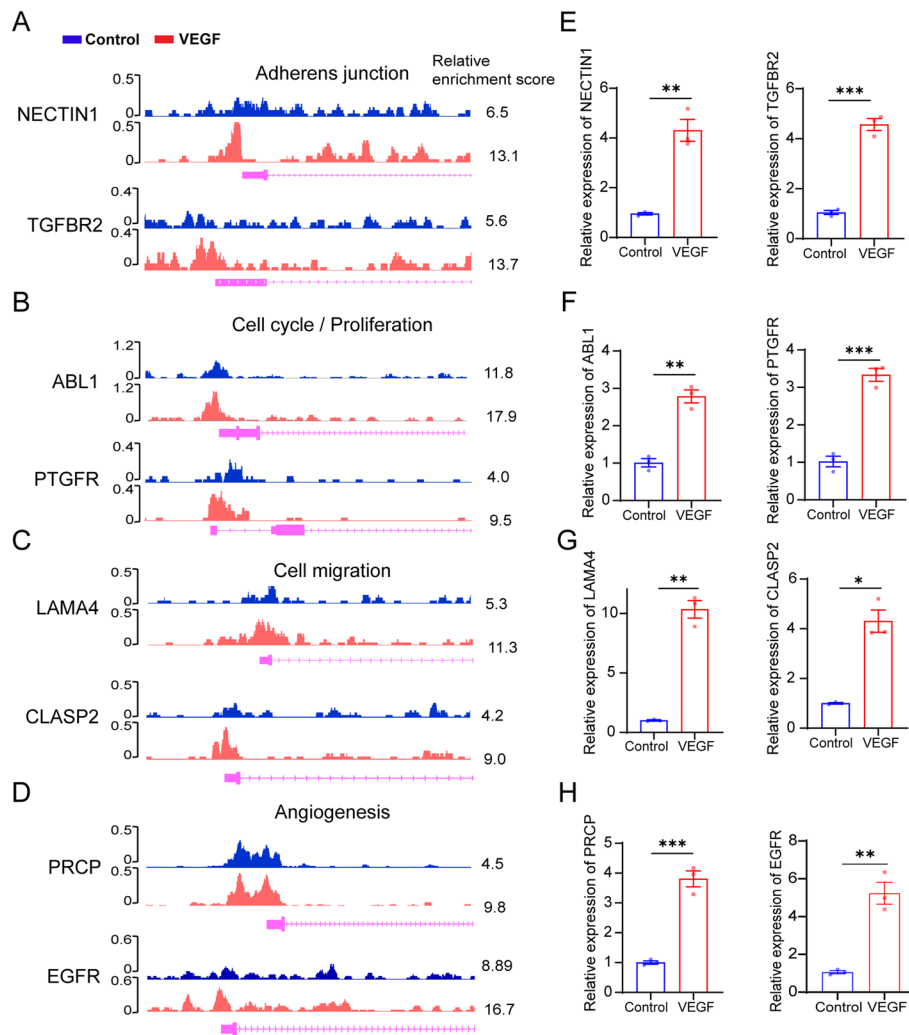 A
Control VEGF
Adherens junction
Relative
enrichment score
NECTIN1
0.5
0
6.5
0.5
0
13.1
TGFBR2
0.4
0
5.6
0.4
0
13.7
B
Cell cycle / Proliferation
ABL1
1.2
0
11.8
1.2
0
17.9
PTGFR
0.4
0
4.0
0.4
0
9.5
C
Cell migration
LAMA4
0.5
0
5.3
0.5
0
11.3
CLASP2
0.5
0
4.2
0.5
0
9.0
D
Angiogenesis
PRCP
0.5
0
4.5
0.5
0
9.8
EGFR
0.6
0
8.89
0.6
0
16.7
E
Relative expression of NECTIN1
6
4
2
0
**
Control VEGF
Relative expression of TGFBR2
6
4
2
0
***
Control VEGF
F
Relative expression of ABL1
4
3
2
1
0
**
Control VEGF
Relative expression of PTGFR
4
3
2
1
0
***
Control VEGF
G
Relative expression of LAMA4
10
5
0
**
Control VEGF
Relative expression of CLASP2
6
4
2
0
*
Control VEGF
H
Relative expression of PRCP
5
4
3
2
1
0
***
Control VEGF
Relative expression of EGFR
8
6
4
2
0
**
Control VEGF